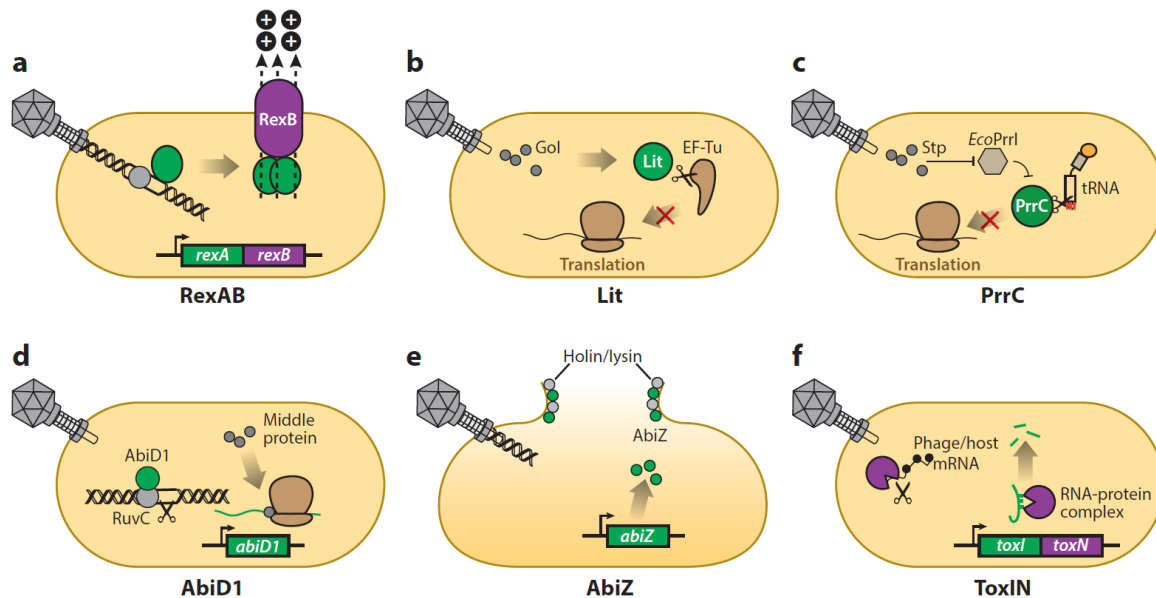 a
RexB
rexA
rexB
RexAB
b
Gol
Lit
EF-Tu
Translation
Lit
c
Stp
EcoPrrI
PrrC
tRNA
Translation
PrrC
d
Middle
protein
AbiD1
RuvC
abiD1
AbiD1
e
Holin/lysin
AbiZ
abiZ
AbiZ
f
Phage/host
mRNA
RNA-protein
complex
toxI
toxN
ToxIN